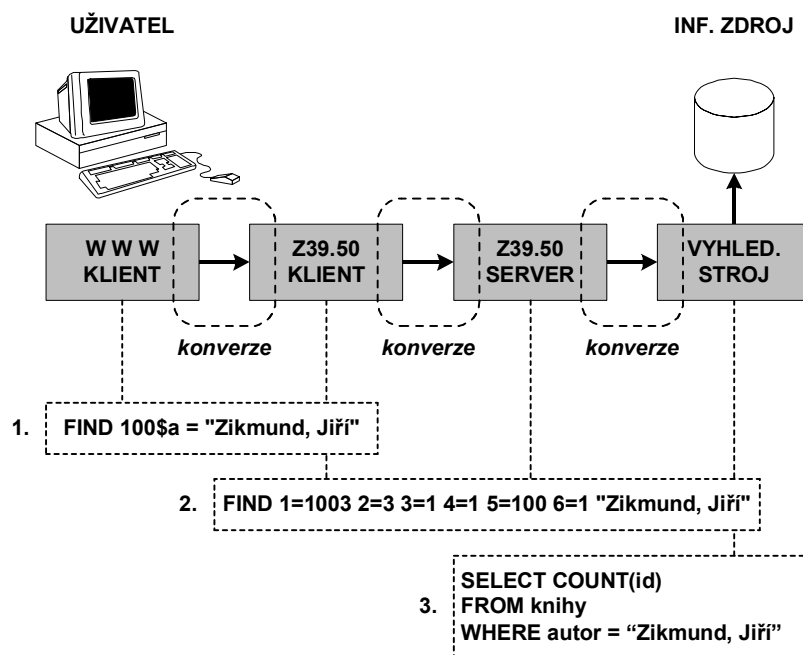 UŽIVATEL
INF. ZDROJ
W W W
KLIENT
Z39.50
KLIENT
Z39.50
SERVER
VYHLED.
STROJ
konverze
konverze
konverze
1. FIND 100$a = "Zikmund, Jiří"
2. FIND 1=1003 2=3 3=1 4=1 5=100 6=1 "Zikmund, Jiří"
3. SELECT COUNT(id)
FROM knihy
WHERE autor = “Zikmund, Jiří”